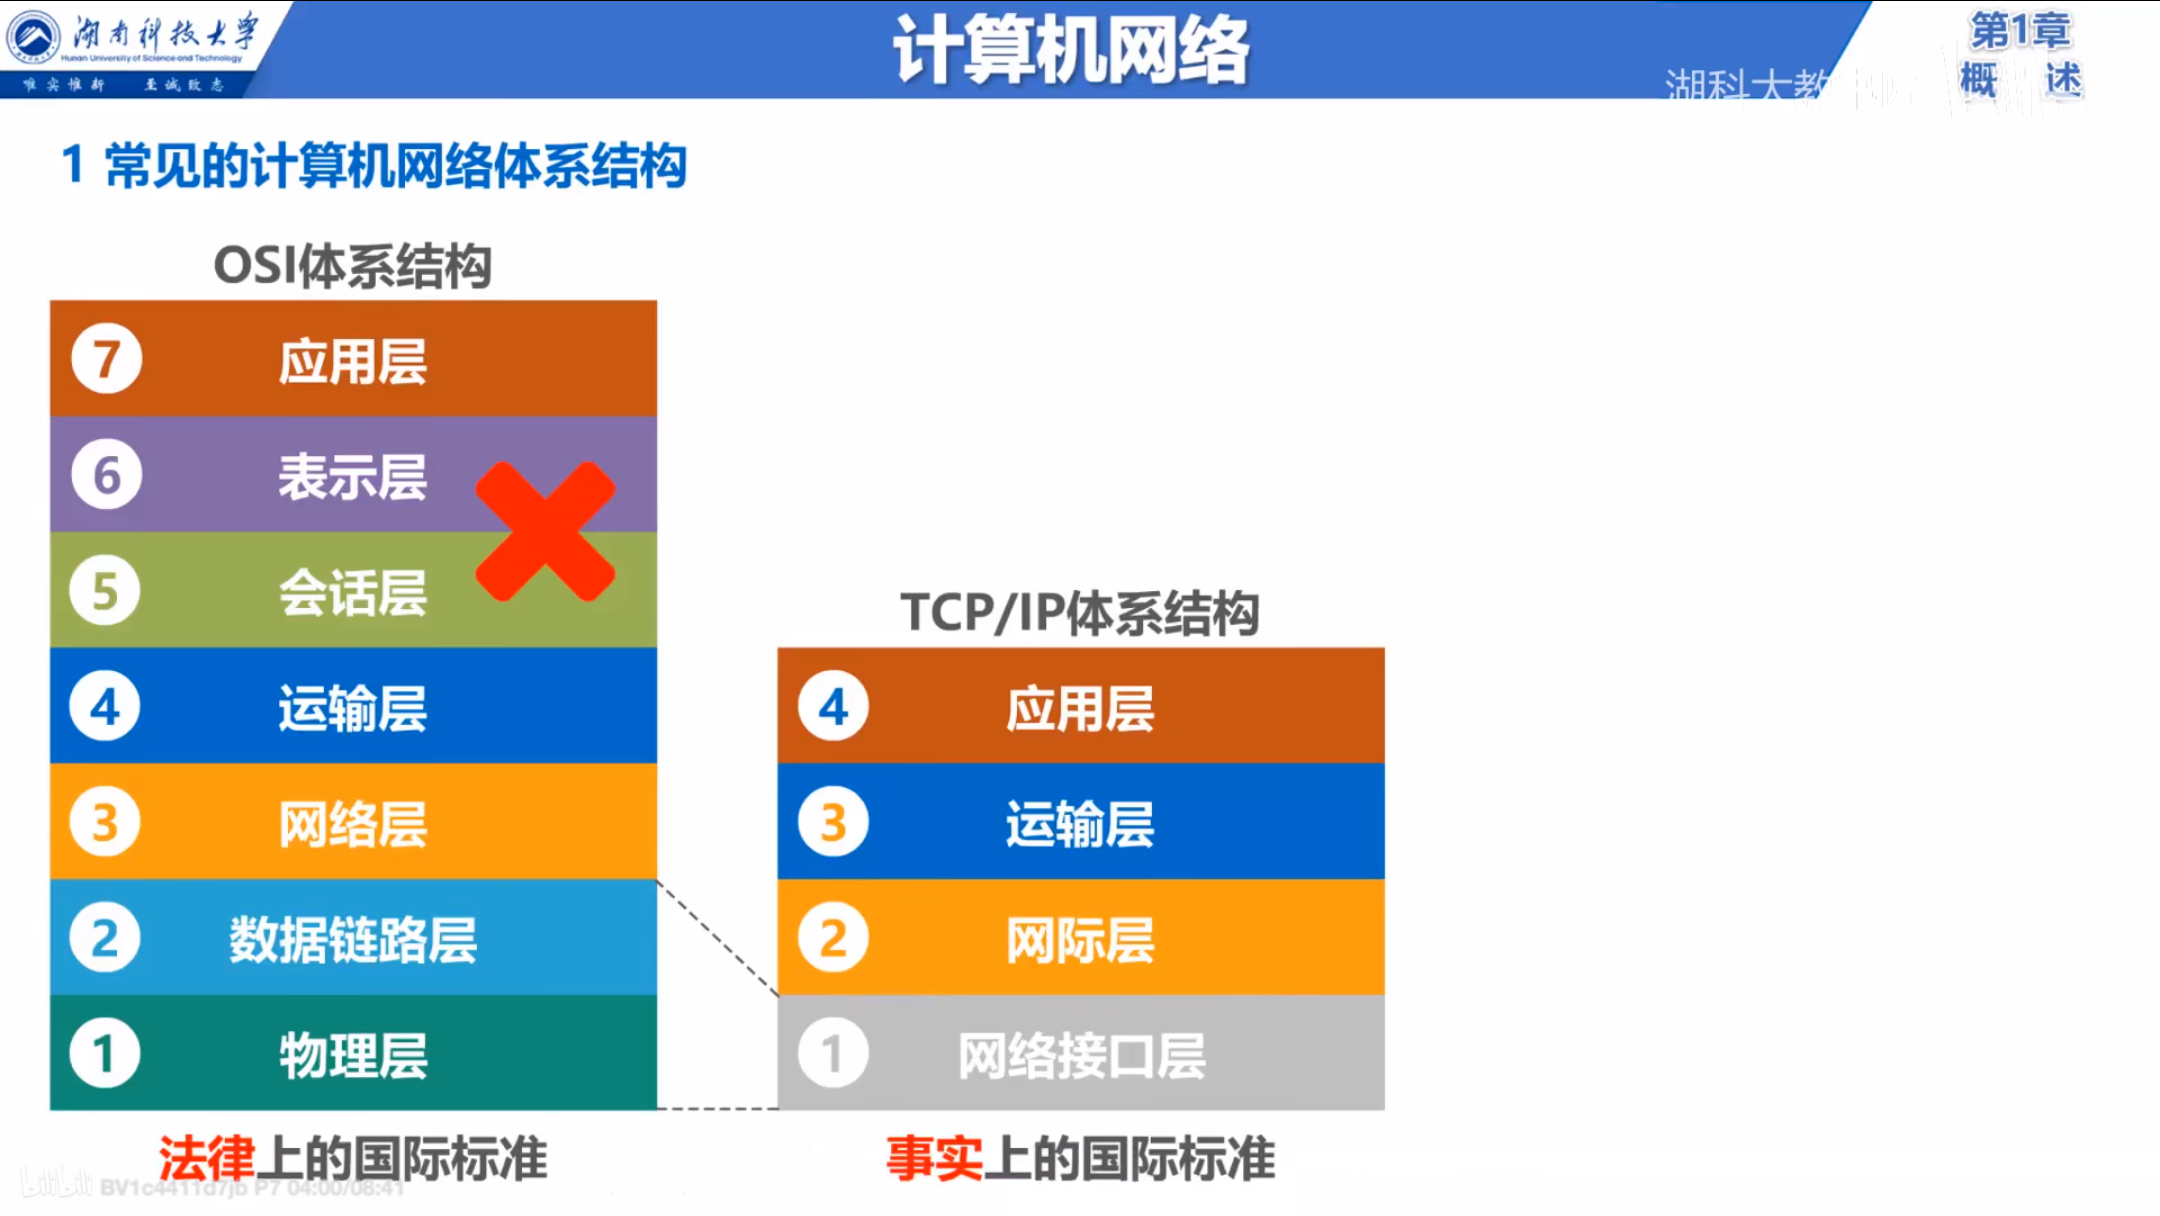 湖南科技大学
Hunan University of Science and Technology
唯实惟新 至诚致志
计算机网络
第1章
概 述
湖科大教
1 常见的计算机网络体系结构
OSI体系结构
7 应用层
6 表示层
5 会话层
4 运输层
3 网络层
2 数据链路层
1 物理层
法律上的国际标准
TCP/IP体系结构
4 应用层
3 运输层
2 网际层
1 网络接口层
事实上的国际标准
bilibili BV1c4411d7jb P7 04:00/08:41